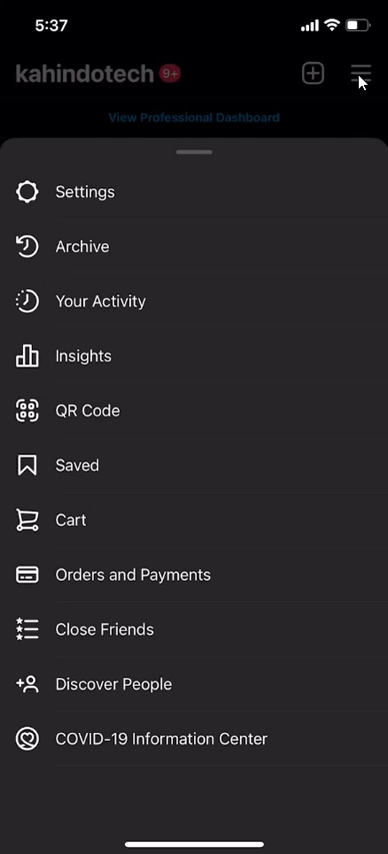 5:37
kahindotech 9+
View Professional Dashboard
Settings
Archive
Your Activity
Insights
QR Code
Saved
Cart
Orders and Payments
Close Friends
Discover People
COVID-19 Information Center